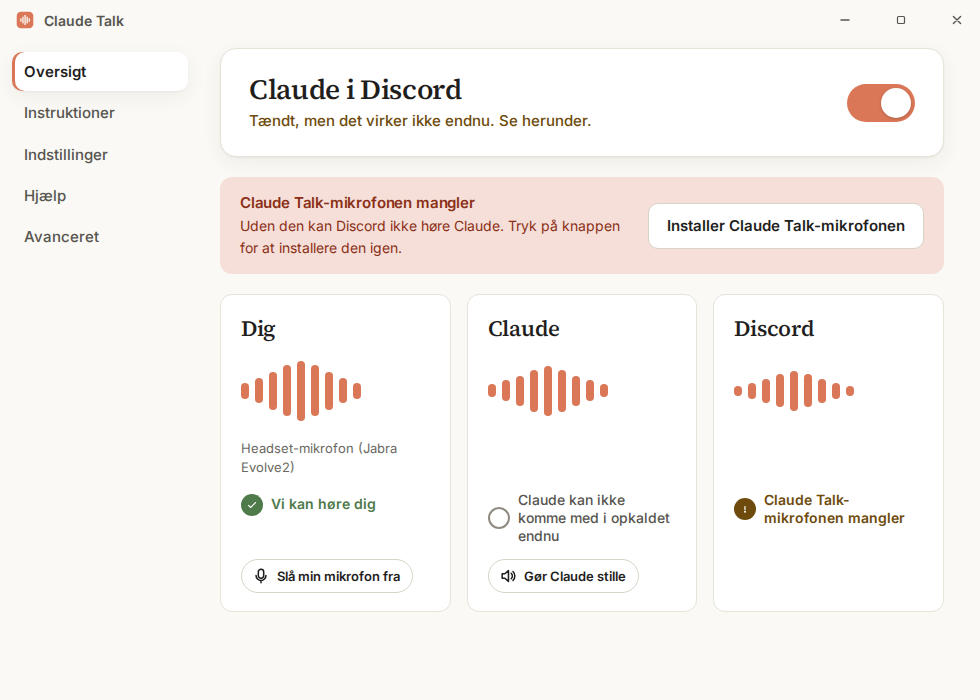 Claude Talk
Oversigt
Instruktioner
Indstillinger
Hjælp
Avanceret
Claude i Discord
Tændt, men det virker ikke endnu. Se herunder.
Claude Talk-mikrofonen mangler
Uden den kan Discord ikke høre Claude. Tryk på knappen
for at installere den igen.
Installer Claude Talk-mikrofonen
Dig
Headset-mikrofon (Jabra
Evolve2)
Vi kan høre dig
Slå min mikrofon fra
Claude
Claude kan ikke
komme med i opkaldet
endnu
Gør Claude stille
Discord
Claude Talk-
mikrofonen mangler